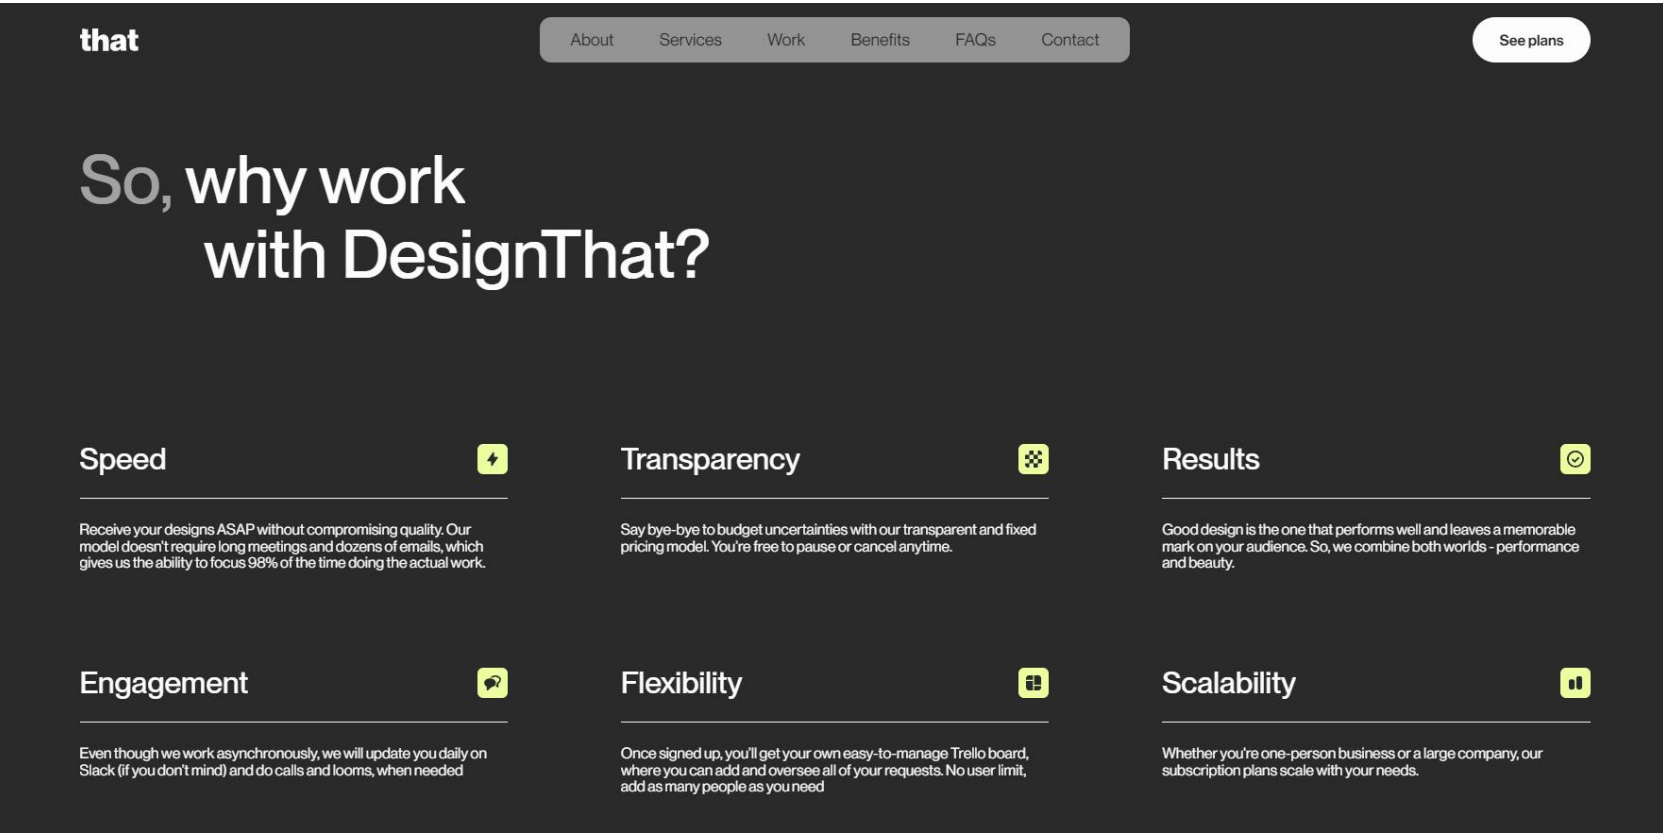 that
About
Services
Work
Benefits
FAQs
Contact
See plans
So, why work
with DesignThat?
Speed
Receive your designs ASAP without compromising quality. Our
model doesn't require long meetings and dozens of emails, which
gives us the ability to focus 98% of the time doing the actual work.
Transparency
Say bye-bye to budget uncertainties with our transparent and fixed
pricing model. You're free to pause or cancel anytime.
Results
Good design is the one that performs well and leaves a memorable
mark on your audience. So, we combine both worlds - performance
and beauty.
Engagement
Even though we work asynchronously, we will update you daily on
Slack (if you don't mind) and do calls and looms, when needed
Flexibility
Once signed up, you'll get your own easy-to-manage Trello board,
where you can add and oversee all of your requests. No user limit,
add as many people as you need
Scalability
Whether you're one-person business or a large company, our
subscription plans scale with your needs.